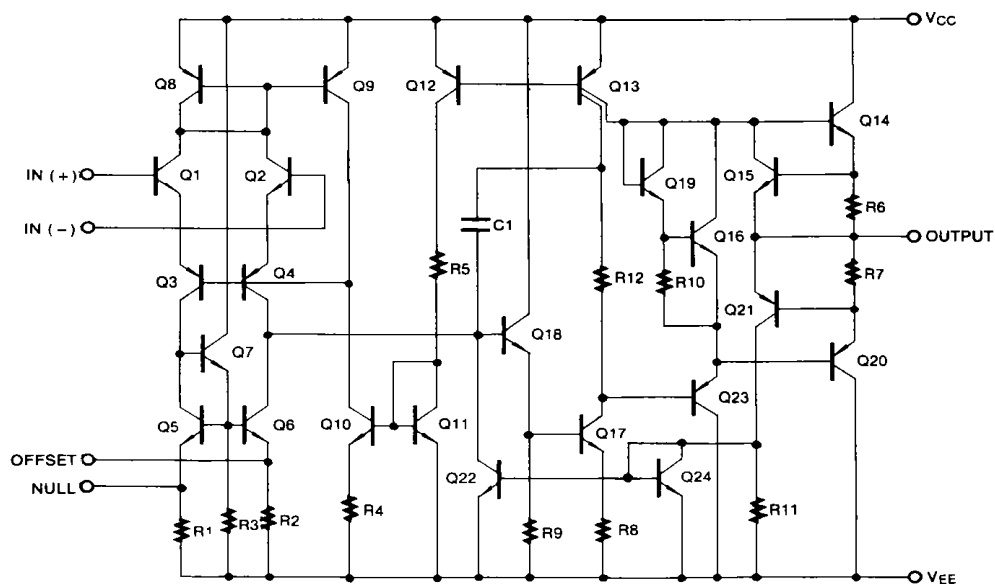 VCC
Q8
Q9
Q12
Q13
Q14
IN (+)
Q1
Q2
Q19
Q15
R6
IN (−)
C1
Q16
OUTPUT
Q3
Q4
R5
R12
R10
R7
Q21
Q7
Q18
Q20
Q23
Q5
Q6
Q10
Q11
Q17
OFFSET
NULL
Q22
Q24
R1
R3
R2
R4
R9
R8
R11
VEE